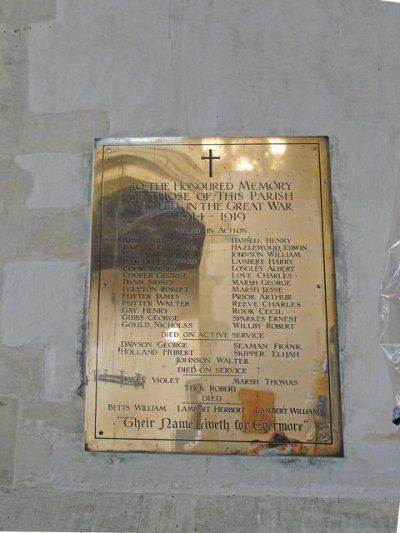 To the Honoured Memory
of those of this Parish
who fell in the Great War
1914 - 1919
Killed in Action
Hansell Henry
Hazlewood Edwin
Johnson William
Lambert Harry
Longley Albert
Cooper George Love Charles
Dann Sidney Marsh George
Egleton Robert Marsh Jesse
Futter James Prior Arthur
Futter Walter Reeve Charles
Gay Henry Rook Cecil
Gibbs George Sparkes Ernest
Gould Nicholas Willby Robert
Died on Active Service
Dawson George Seaman Frank
Holland Hubert Skipper Elijah
Johnson Walter
Died on Service
Violet Marsh Thomas
Tuck Robert
Died
Betts William Lambert Herbert Lambert William
"Their Name Liveth for Evermore"